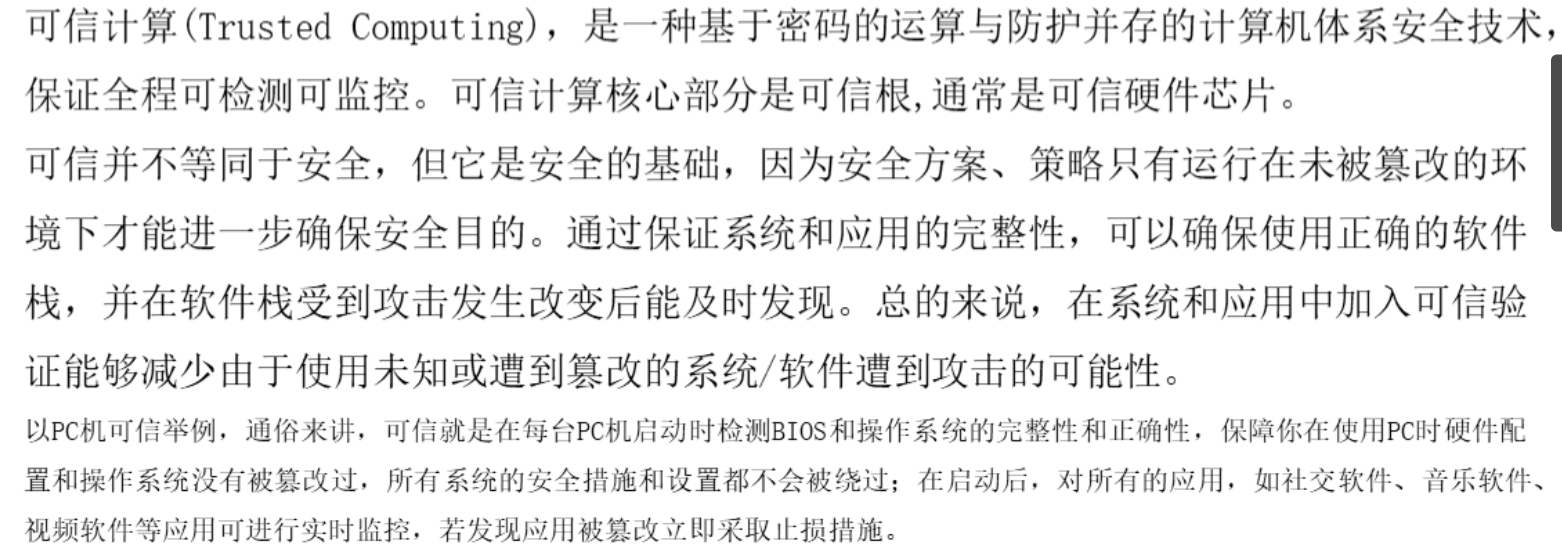 可信计算(Trusted Computing)，是一种基于密码的运算与防护并存的计算机体系安全技术，
保证全程可检测可监控。可信计算核心部分是可信根,通常是可信硬件芯片。
可信并不等同于安全，但它是安全的基础，因为安全方案、策略只有运行在未被篡改的环
境下才能进一步确保安全目的。通过保证系统和应用的完整性，可以确保使用正确的软件
栈，并在软件栈受到攻击发生改变后能及时发现。总的来说，在系统和应用中加入可信验
证能够减少由于使用未知或遭到篡改的系统/软件遭到攻击的可能性。
以PC机可信举例，通俗来讲，可信就是在每台PC机启动时检测BIOS和操作系统的完整性和正确性，保障你在使用PC时硬件配
置和操作系统没有被篡改过，所有系统的安全措施和设置都不会被绕过；在启动后，对所有的应用，如社交软件、音乐软件、
视频软件等应用可进行实时监控，若发现应用被篡改立即采取止损措施。